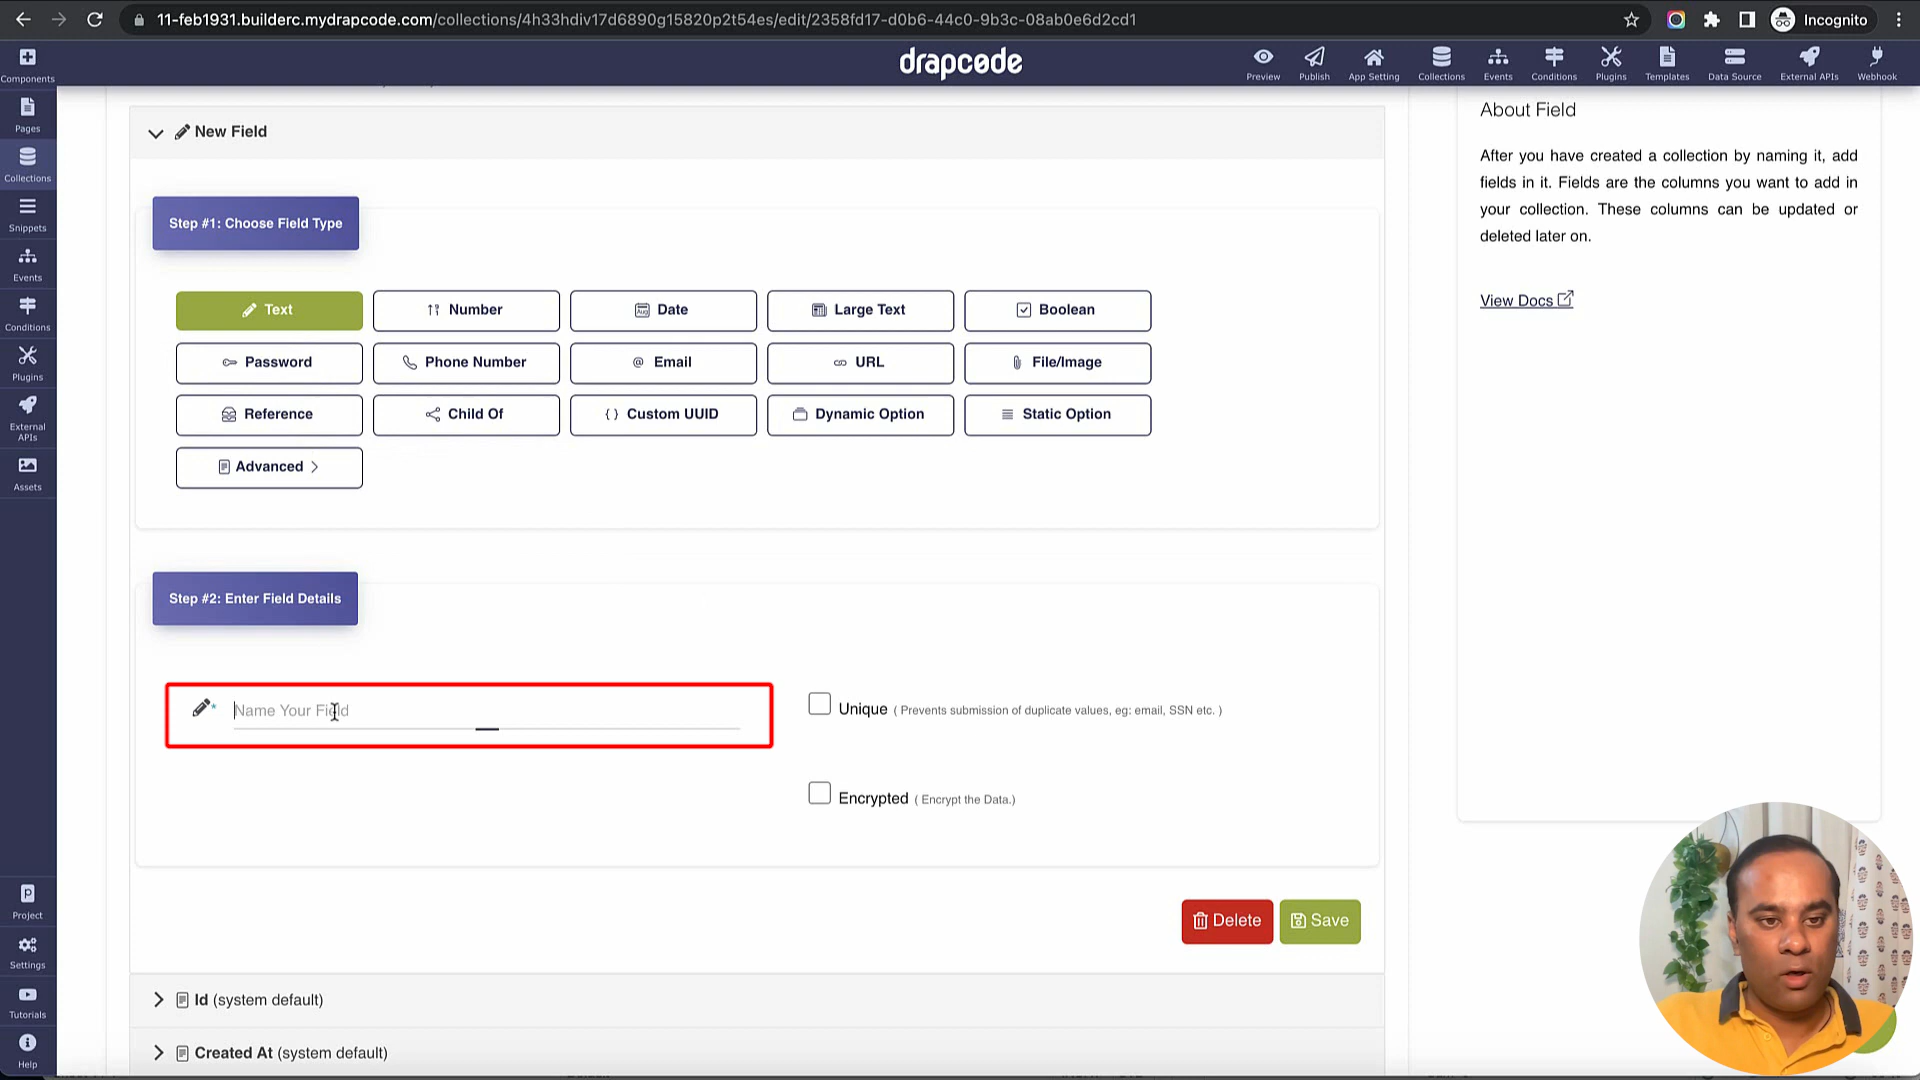 11-feb1931.builderc.mydrapcode.com/collections/4h33hdiv17d6890g15820p2t54es/edit/2358fd17-d0b6-44c0-9b3c-08ab0e6d2cd1
Incognito
Components
drapcode
Preview
Publish
App Setting
Collections
Events
Conditions
Plugins
Templates
Data Source
External APIs
Webhook
Pages
Collections
Snippets
Events
Conditions
Plugins
External
APIs
Assets
Project
Settings
Tutorials
Help
New Field
Step #1: Choose Field Type
Text
Number
Date
Large Text
Boolean
Password
Phone Number
Email
URL
File/Image
Reference
Child Of
Custom UUID
Dynamic Option
Static Option
Advanced
Step #2: Enter Field Details
Name Your Field
Unique ( Prevents submission of duplicate values, eg: email, SSN etc. )
Encrypted ( Encrypt the Data.)
Delete
Save
Id (system default)
Created At (system default)
About Field
After you have created a collection by naming it, add
fields in it. Fields are the columns you want to add in
your collection. These columns can be updated or
deleted later on.
View Docs